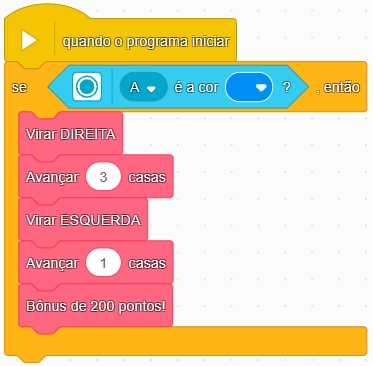 quando o programa iniciar
se A é a cor ? , então
Virar DIREITA
Avançar 3 casas
Virar ESQUERDA
Avançar 1 casas
Bônus de 200 pontos!